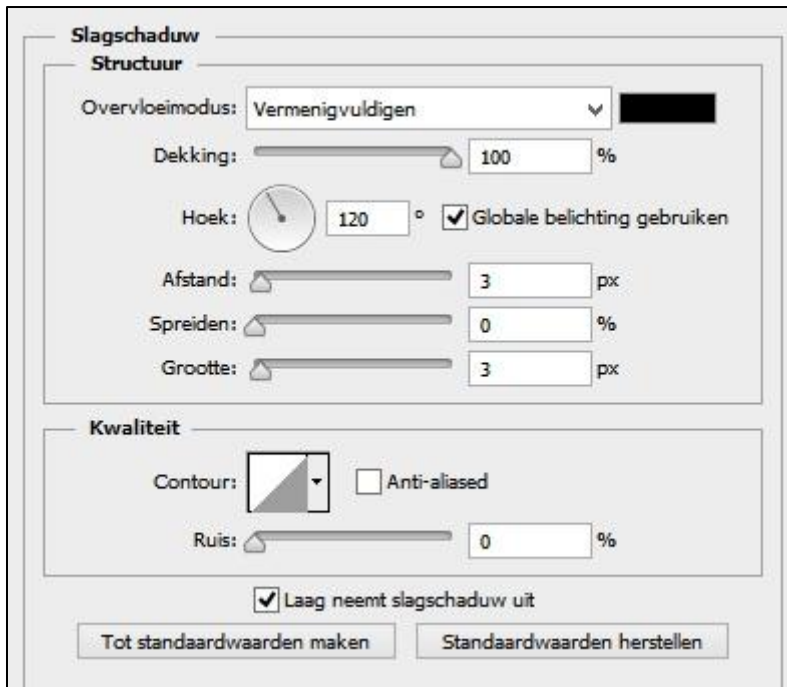 Slagschaduw
Structuur
Overvloeimodus: Vermenigvuldigen
Dekking: 100 %
Hoek: 120 ° Globale belichting gebruiken
Afstand: 3 px
Spreiden: 0 %
Grootte: 3 px
Kwaliteit
Contour: Anti-aliased
Ruis: 0 %
Laag neemt slagschaduw uit
Tot standaardwaarden maken Standaardwaarden herstellen